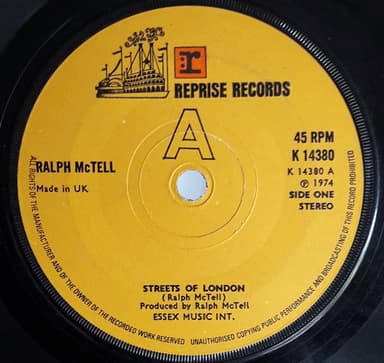 r:
REPRISE RECORDS
A
RALPH McTELL
Made in UK
45 RPM
K 14380
K 14380 A
Ⓟ 1974
SIDE ONE
STEREO
STREETS OF LONDON
(Ralph McTell)
Produced by Ralph McTell
ESSEX MUSIC INT.
ALL RIGHTS OF THE MANUFACTURER AND OF THE OWNER OF THE RECORDED WORK RESERVED · UNAUTHORISED COPYING PUBLIC PERFORMANCE AND BROADCASTING OF THIS RECORD PROHIBITED.